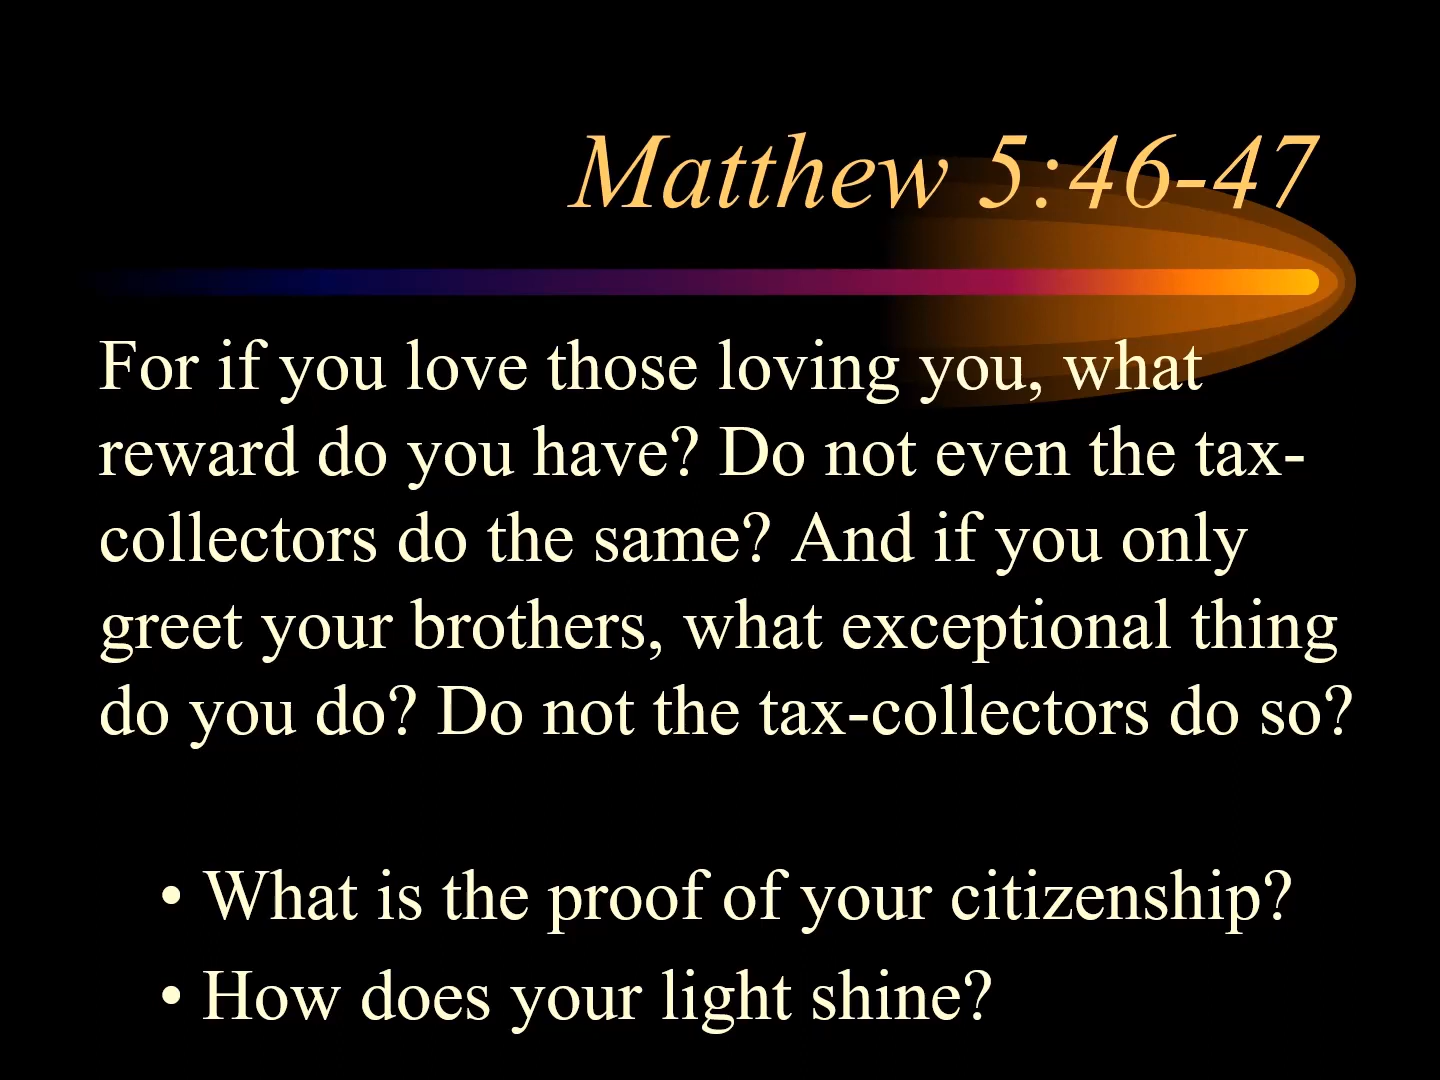 Matthew 5:46-47
For if you love those loving you, what
reward do you have? Do not even the tax-
collectors do the same? And if you only
greet your brothers, what exceptional thing
do you do? Do not the tax-collectors do so?
• What is the proof of your citizenship?
• How does your light shine?